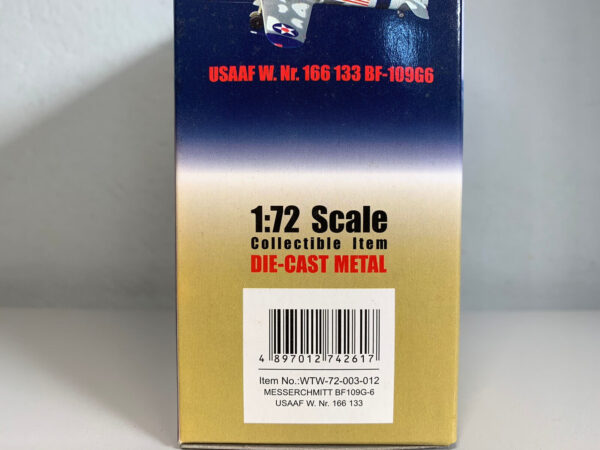 USAAF W. Nr. 166 133 BF-109G6
1:72 Scale
Collectible Item
DIE-CAST METAL
4 897012 742617
Item No.:WTW-72-003-012
MESSERCHMITT BF109G-6
USAAF W. Nr. 166 133